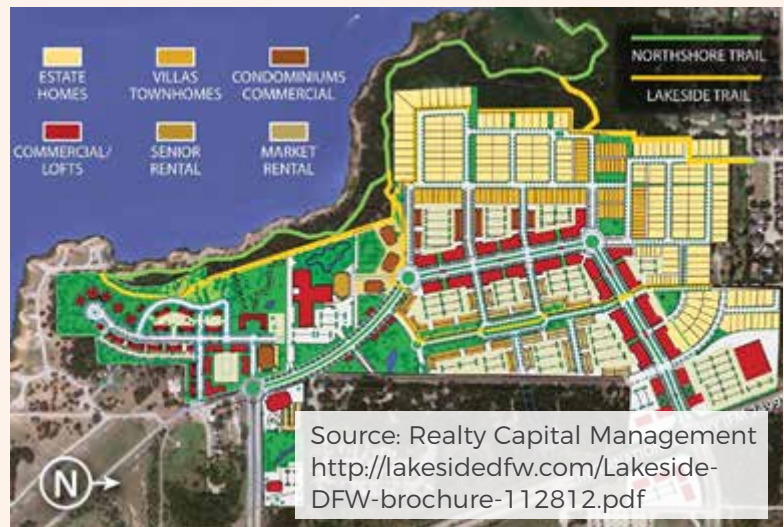 ESTATE
HOMES
VILLAS
TOWNHOMES
CONDOMINIUMS
COMMERCIAL
COMMERCIAL/
LOFTS
SENIOR
RENTAL
MARKET
RENTAL
NORTHSHORE TRAIL
LAKESIDE TRAIL
N
Source: Realty Capital Management
http://lakesidedfw.com/Lakeside-
DFW-brochure-112812.pdf